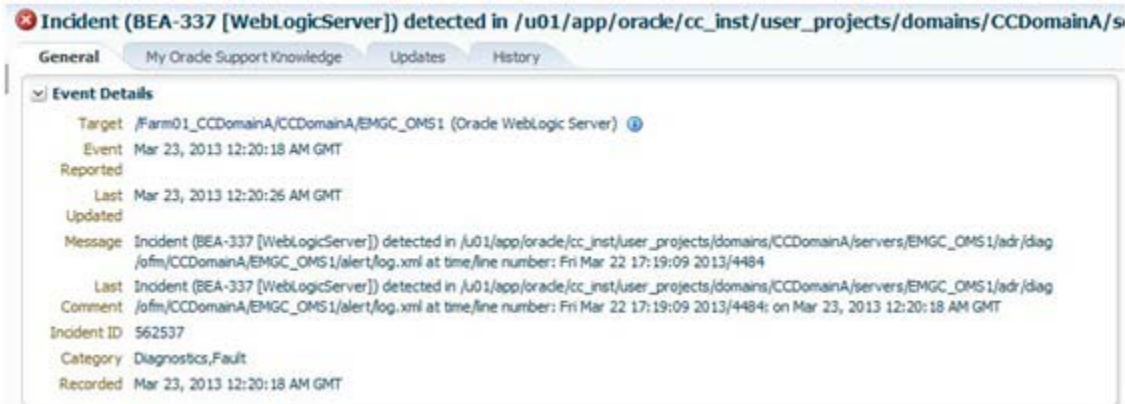 Incident (BEA-337 [WebLogicServer]) detected in /u01/app/oracle/cc_inst/user_projects/domains/CCDomainA/s
General My Oracle Support Knowledge Updates History
Event Details
Target /Farm01_CCDomainA/CCDomainA/EMGC_OMS1 (Oracle WebLogic Server)
Event Reported Mar 23, 2013 12:20:18 AM GMT
Last Updated Mar 23, 2013 12:20:26 AM GMT
Message Incident (BEA-337 [WebLogicServer]) detected in /u01/app/oracle/cc_inst/user_projects/domains/CCDomainA/servers/EMGC_OMS1/adr/diag
/ofm/CCDomainA/EMGC_OMS1/alert/log.xml at time/line number: Fri Mar 22 17:19:09 2013/4484
Last Comment Incident (BEA-337 [WebLogicServer]) detected in /u01/app/oracle/cc_inst/user_projects/domains/CCDomainA/servers/EMGC_OMS1/adr/diag
/ofm/CCDomainA/EMGC_OMS1/alert/log.xml at time/line number: Fri Mar 22 17:19:09 2013/4484: on Mar 23, 2013 12:20:18 AM GMT
Incident ID 562537
Category Diagnostics,Fault
Recorded Mar 23, 2013 12:20:18 AM GMT